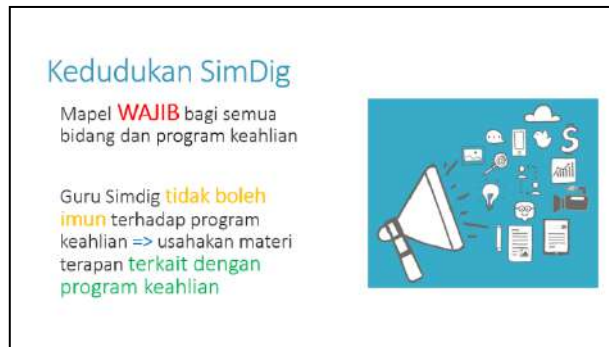 Kedudukan SimDig
Mapel WAJIB bagi semua
bidang dan program keahlian
Guru Simdig tidak boleh
imun terhadap program
keahlian => usahakan materi
terapan terkait dengan
program keahlian